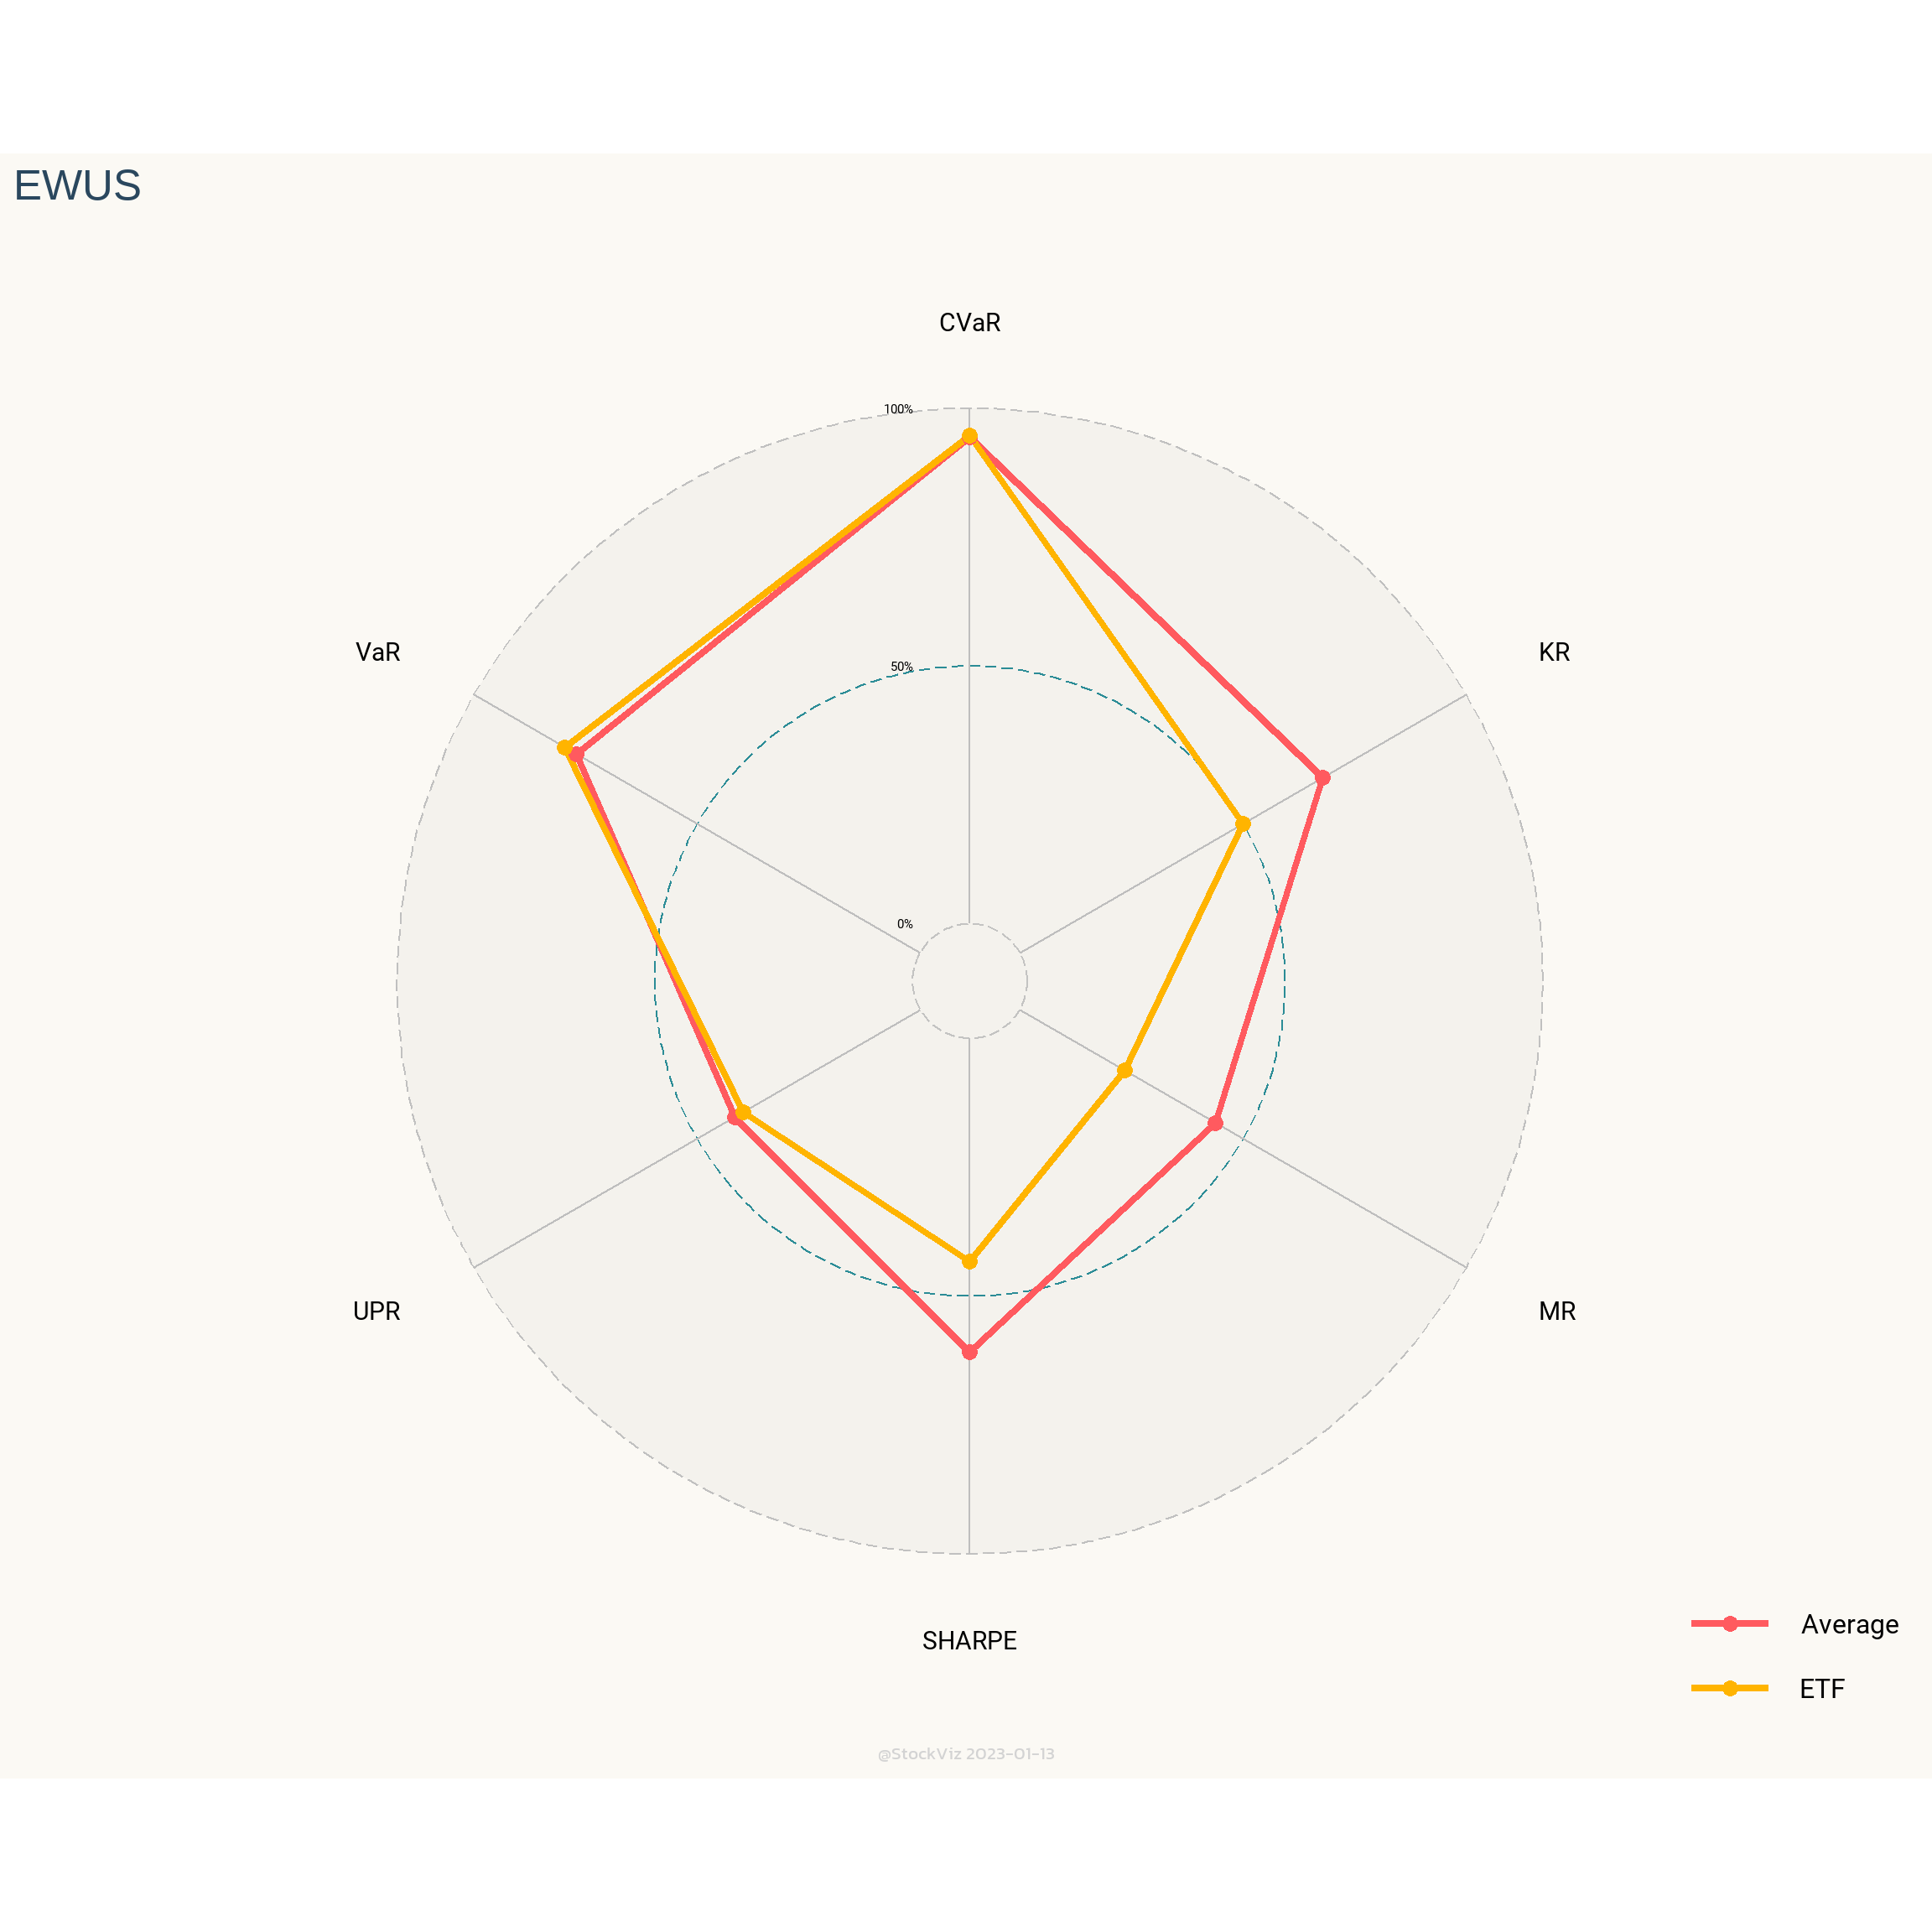 EWUS
CVaR
100%
KR
VaR
50%
0%
UPR
MR
SHARPE
Average
ETF
@StockViz 2023-01-13